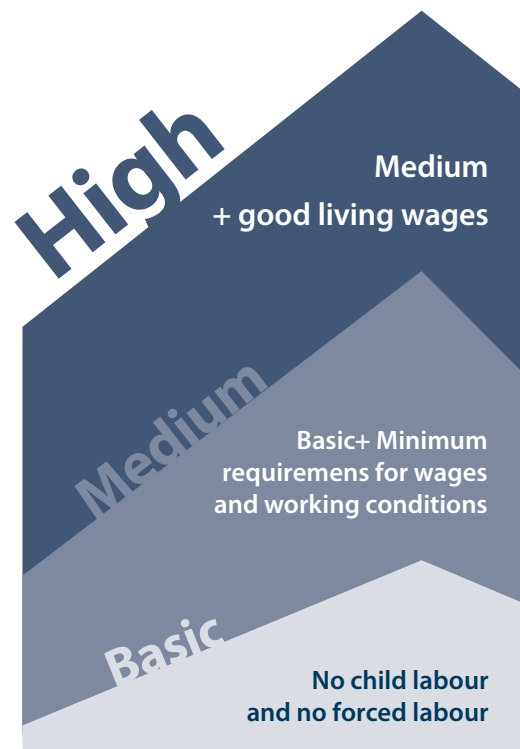 High
Medium
+ good living wages
Medium
Basic+ Minimum
requiremens for wages
and working conditions
Basic
No child labour
and no forced labour